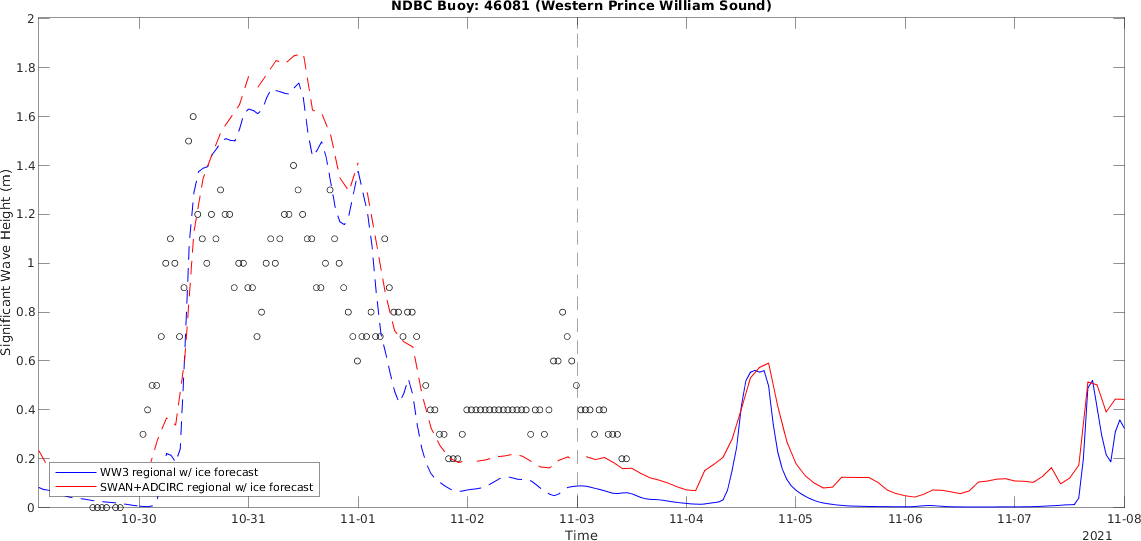 NDBC Buoy: 46081 (Western Prince William Sound)
Significant Wave Height (m)
2
1.8
1.6
1.4
1.2
1
0.8
0.6
0.4
0.2
0
WW3 regional w/ ice forecast
SWAN+ADCIRC regional w/ ice forecast
10-30 10-31 11-01 11-02 11-03 11-04 11-05 11-06 11-07 11-08
Time
2021